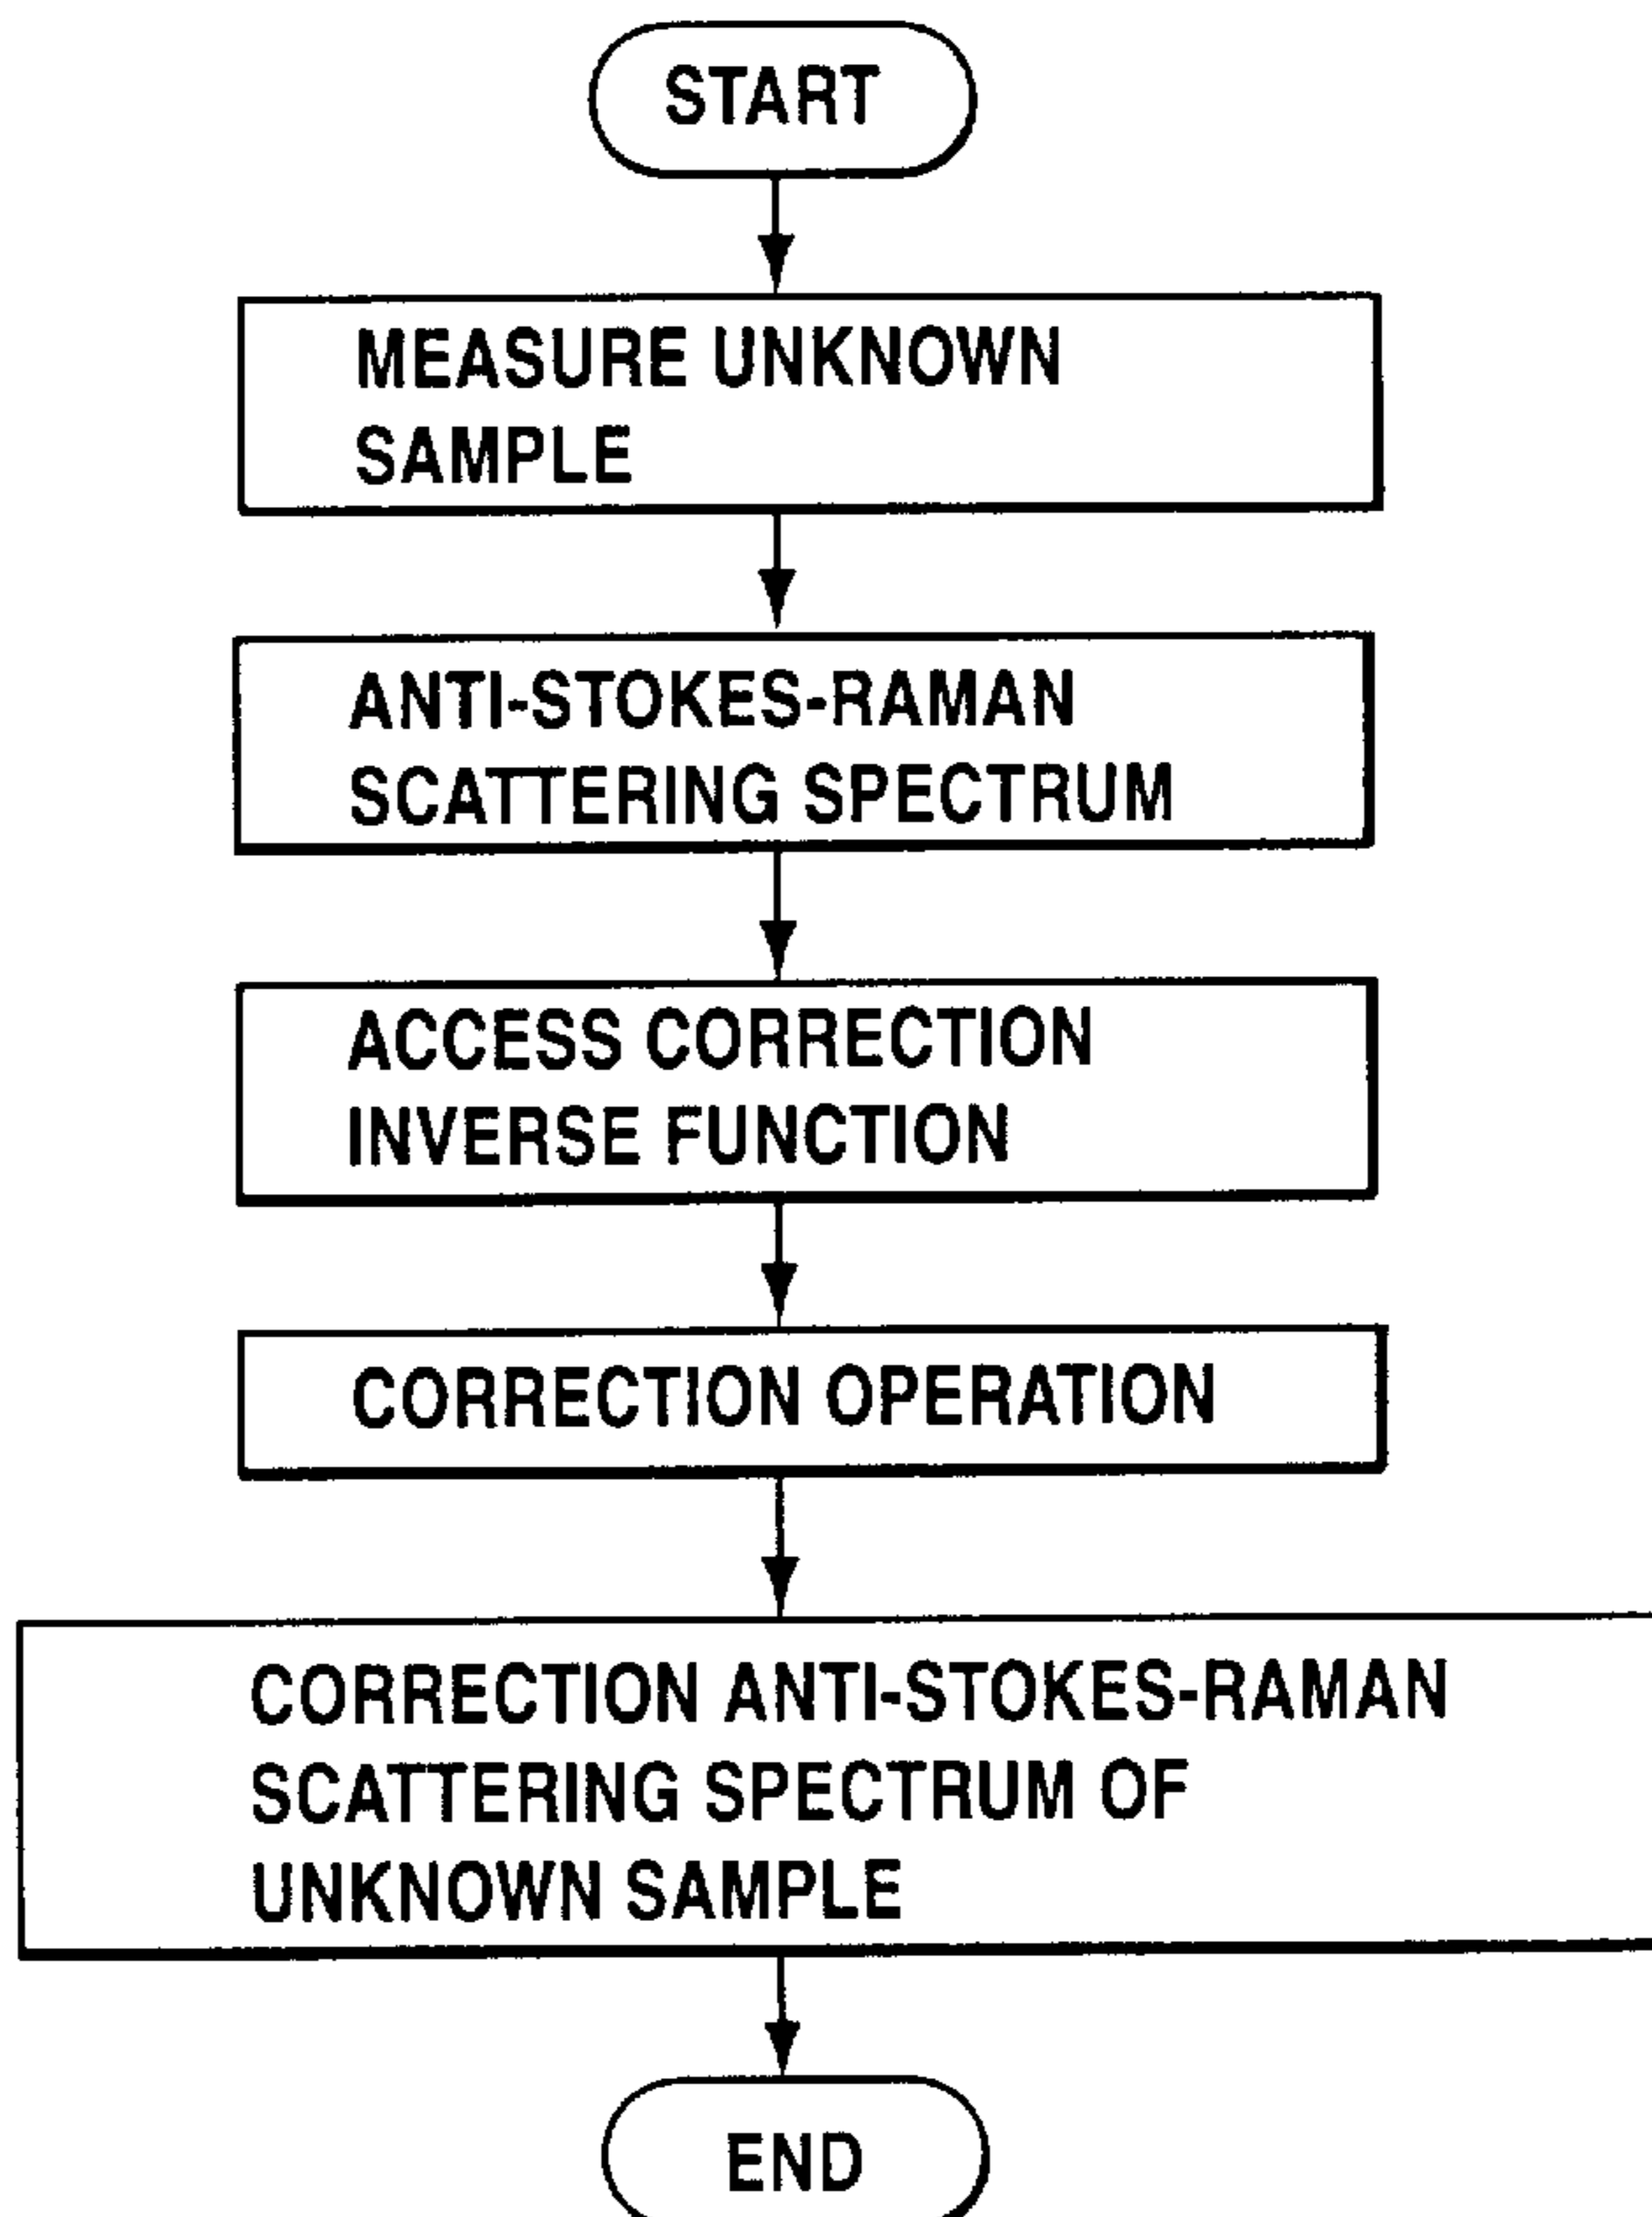 START
MEASURE UNKNOWN
SAMPLE
ANTI-STOKES-RAMAN
SCATTERING SPECTRUM
ACCESS CORRECTION
INVERSE FUNCTION
CORRECTION OPERATION
CORRECTION ANTI-STOKES-RAMAN
SCATTERING SPECTRUM OF
UNKNOWN SAMPLE
END